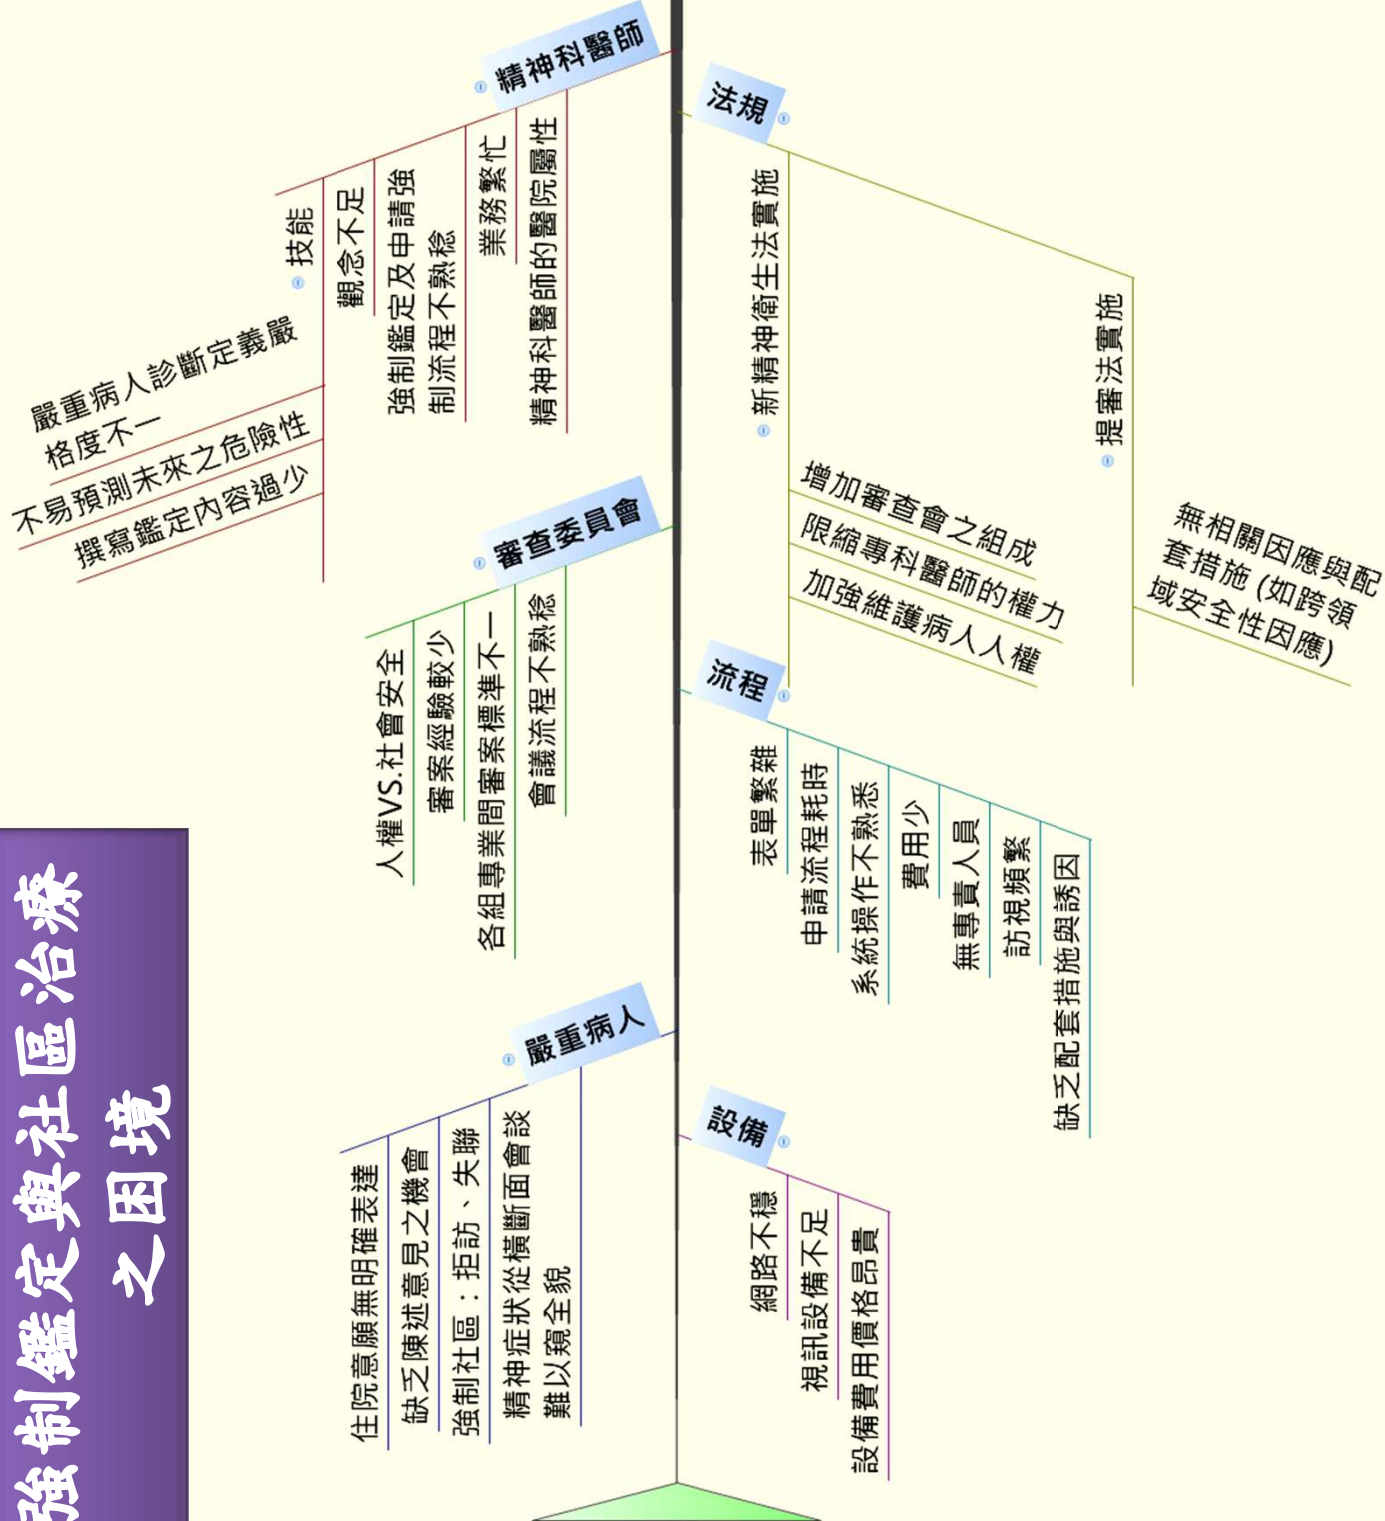 強制鑑定與社區治療
之困境
嚴重病人
住院意願無明確表達
缺乏陳述意見之機會
強制社區：拒訪、失聯
精神症狀從橫斷面會談
難以窺全貌
審查委員會
人權VS.社會安全
審案經驗較少
各組專業間審案標準不一
會議流程不熟稔
精神科醫師
技能
嚴重病人診斷定義嚴
格度不一
不易預測未來之危險性
撰寫鑑定內容過少
觀念不足
強制鑑定及申請強
制流程不熟稔
業務繁忙
精神科醫師的醫院屬性
設備
網路不穩
視訊設備不足
設備費用價格昂貴
流程
表單繁雜
申請流程耗時
系統操作不熟悉
費用少
無專責人員
訪視頻繁
缺乏配套措施與誘因
法規
新精神衛生法實施
增加審查會之組成
限縮專科醫師的權力
加強維護病人人權
提審法實施
無相關因應與配
套措施 (如跨領
域安全性因應)